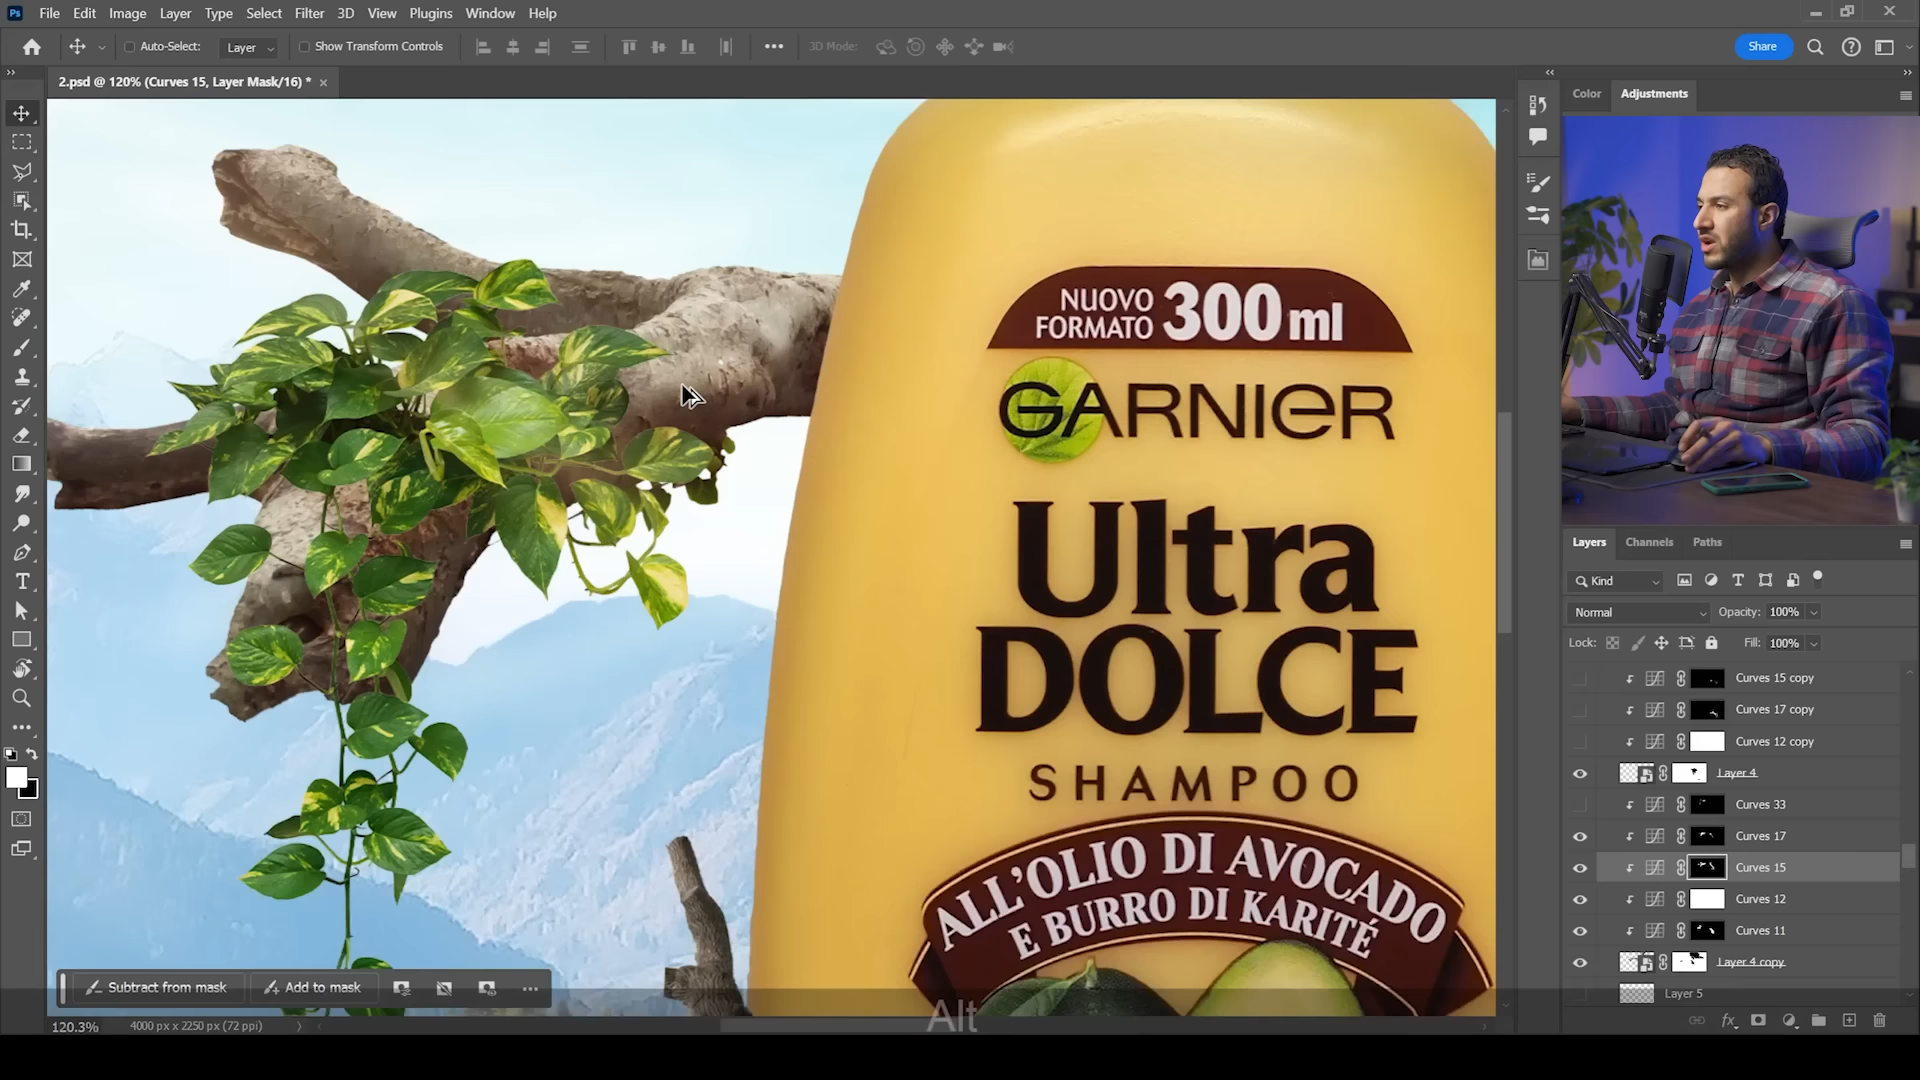 Ps File Edit Image Layer Type Select Filter 3D View Plugins Window Help
Auto-Select: Layer Show Transform Controls 3D Mode: Share
2.psd @ 120% (Curves 15, Layer Mask/16) * ×
Color Adjustments
NUOVO
FORMATO 300 ml
GARNIER
Ultra
DOLCE
SHAMPOO
ALL'OLIO DI AVOCADO
E BURRO DI KARITÉ
Layers Channels Paths
Kind
Normal Opacity: 100%
Lock: Fill: 100%
Curves 15 copy
Curves 17 copy
Curves 12 copy
Layer 4
Curves 33
Curves 17
Curves 15
Curves 12
Curves 11
Layer 4 copy
Layer 5
Subtract from mask Add to mask
Alt
120.3% 4000 px x 2250 px (72 ppi)
fx